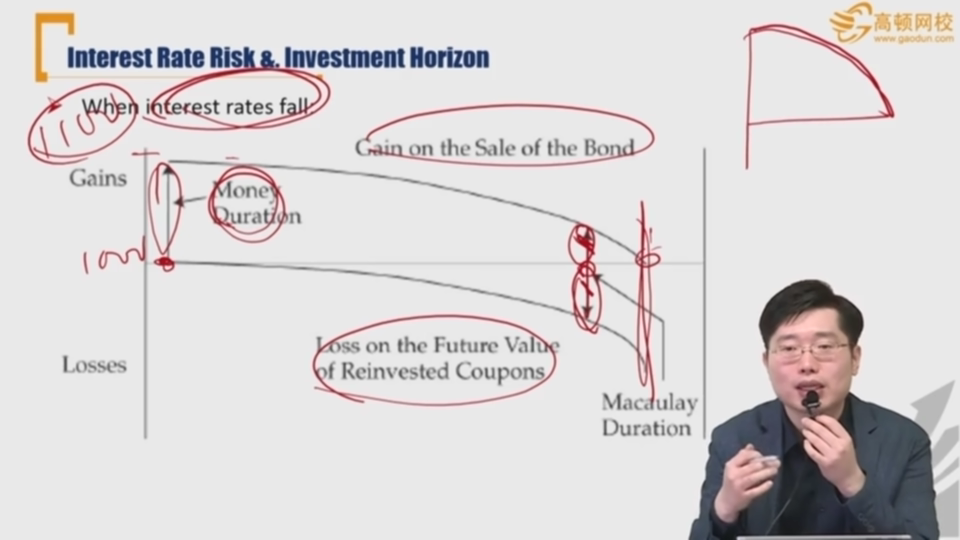 高顿网校
www.gaodun.com
Interest Rate Risk &. Investment Horizon
When interest rates fall:
1100
Gain on the Sale of the Bond
Gains
Money
Duration
1000
Loss on the Future Value
of Reinvested Coupons
Losses
Macaulay
Duration